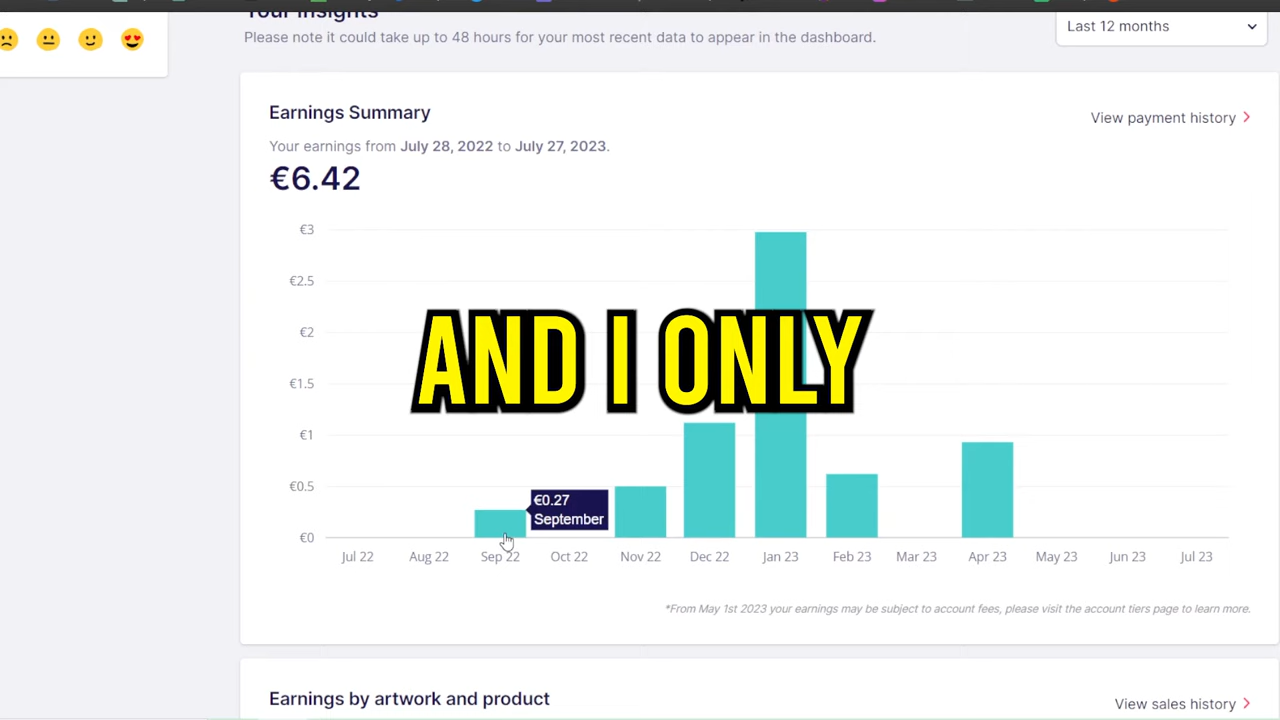 Your Insights
Please note it could take up to 48 hours for your most recent data to appear in the dashboard.
Last 12 months
Earnings Summary
View payment history
Your earnings from July 28, 2022 to July 27, 2023.
€6.42
€3
€2.5
€2
€1.5
€1
€0.5
€0
AND I ONLY
€0.27
September
Jul 22 Aug 22 Sep 22 Oct 22 Nov 22 Dec 22 Jan 23 Feb 23 Mar 23 Apr 23 May 23 Jun 23 Jul 23
*From May 1st 2023 your earnings may be subject to account fees, please visit the account tiers page to learn more.
Earnings by artwork and product
View sales history